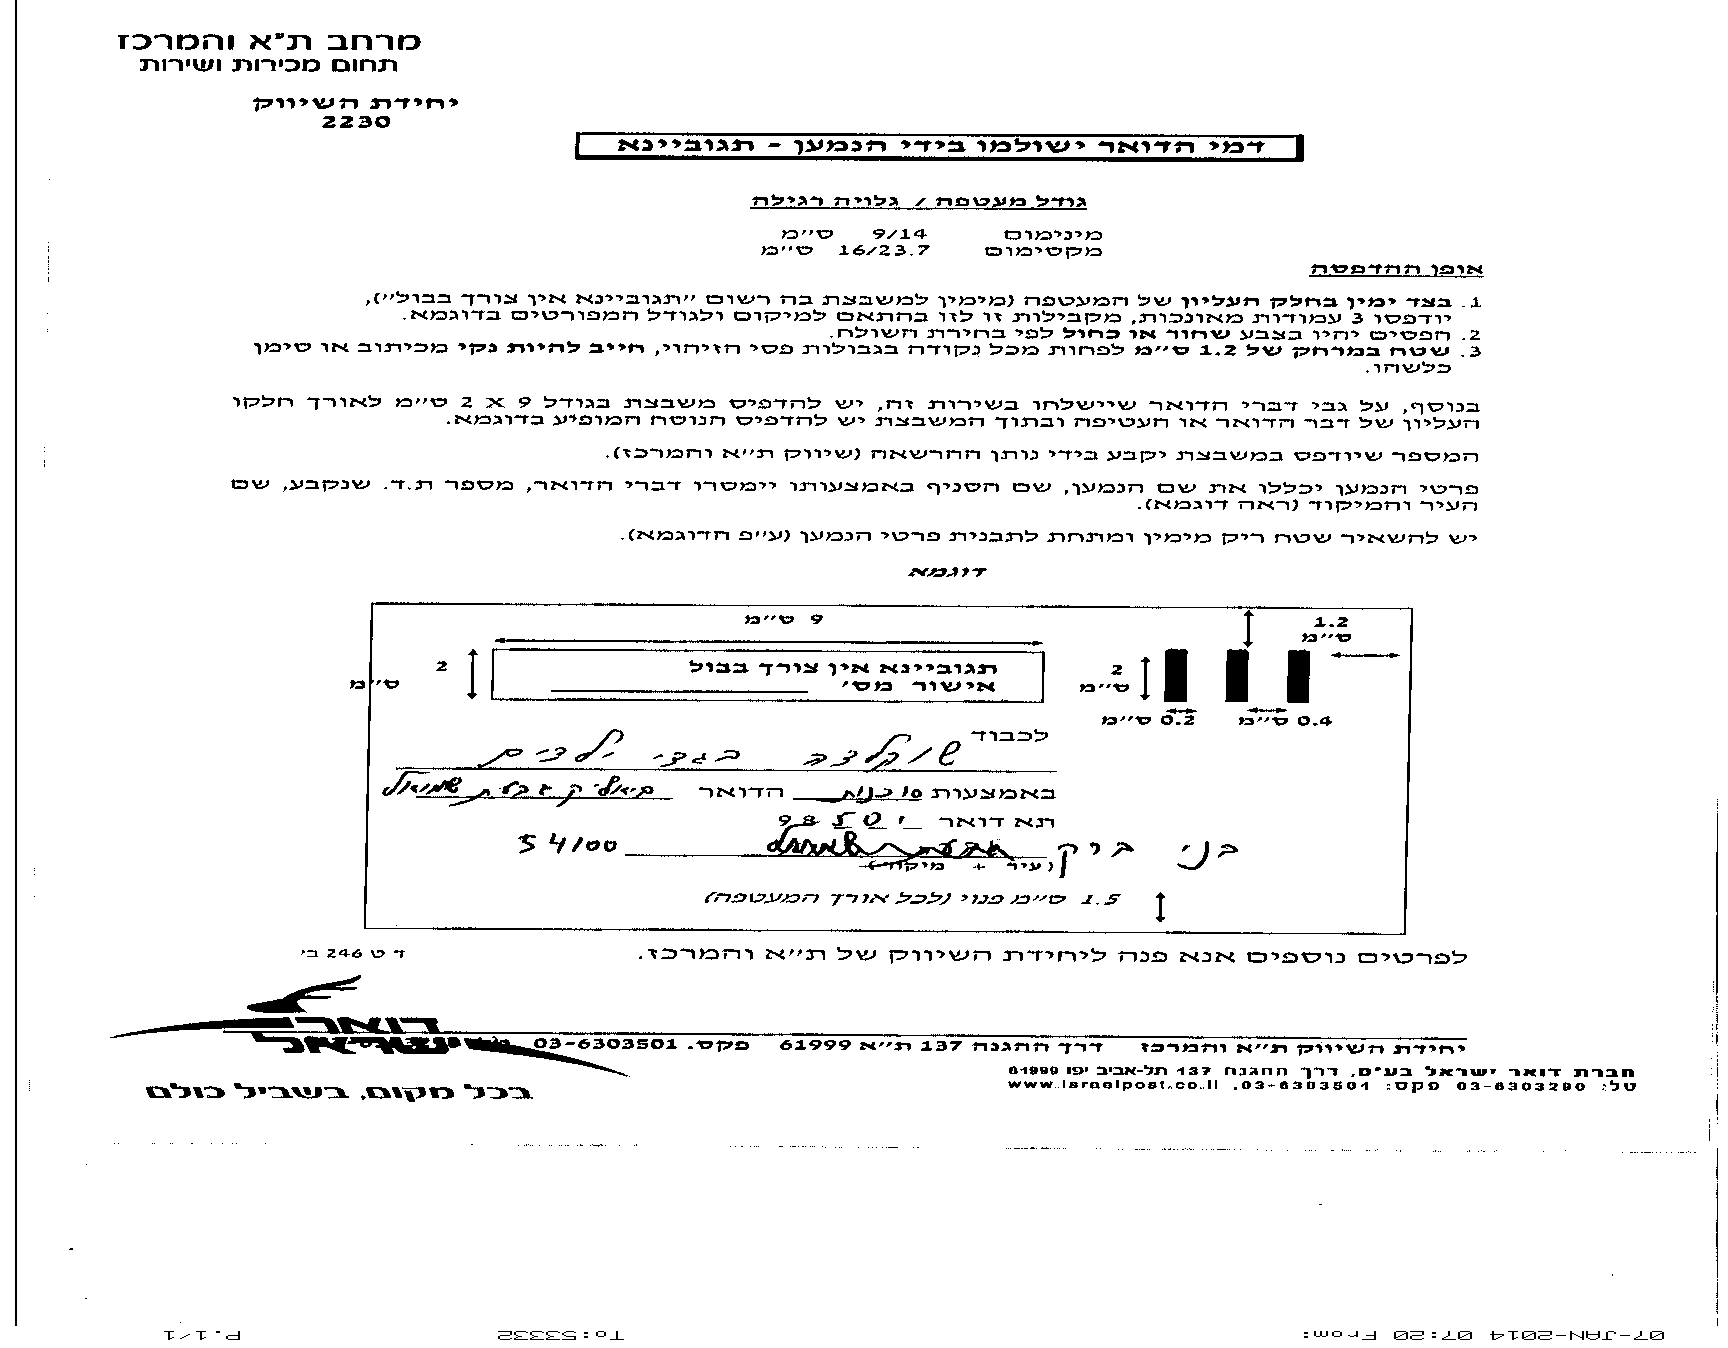 מרחב ת"א והמרכז
תחום מכירות ושירות
יחידת השיווק
2230
דמי הדואר ישולמו בידי הנמען - תגוביינא
גודל מעטפה / גלויה רגילה
מינימום 9/14 ס"מ
מקסימום 16/23.7 ס"מ
אופן ההדפסה
1. בצד ימין בחלק העליון של המעטפה (מימין למשבצת בה רשום "תגוביינא אין צורך בבול"),
יודפסו 3 עמודות מאונכות, מקבילות זו לזו בהתאם למיקום ולגודל המפורטים בדוגמא.
2. הפסים יהיו בצבע שחור או כחול לפי בחירת השולח.
3. שטח במרחק של 1.2 ס"מ לפחות מכל נקודה בגבולות פסי הזיהוי, חייב להיות נקי מכיתוב או סימן
כלשהו.
בנוסף, על גבי דברי הדואר שיישלחו בשירות זה, יש להדפיס משבצת בגודל 9 X 2 ס"מ לאורך חלקו
העליון של דבר הדואר או העטיפה ובתוך המשבצת יש להדפיס הנוסח המופיע בדוגמא.
המספר שיודפס במשבצת יקבע בידי נותן ההרשאה (שיווק ת"א והמרכז).
פרטי הנמען יכללו את שם הנמען, שם הסניף באמצעותו יימסרו דברי הדואר, מספר ת.ד. שנקבע, שם
העיר והמיקוד (ראה דוגמא).
יש להשאיר שטח ריק מימין ומתחת לתבנית פרטי הנמען (ע"פ הדוגמא).
דוגמא
9 ס"מ
1.2
ס"מ
תגוביינא אין צורך בבול
אישור מס'
2
ס"מ
2
ס"מ
0.4 ס"מ
0.2 ס"מ
לכבוד
בגדי ילדים
באמצעות סוכנות הדואר
תא דואר
בני ברק 54100
(עיר + מיקוד)
1.5 ס"מ פנוי (לכל אורך המעטפה)
לפרטים נוספים אנא פנה ליחידת השיווק של ת"א והמרכז.
ד ט 246 בי
דואר
ישראל
יחידת השיווק ת"א והמרכז דרך ההגנה 137 ת"א 61999 פקס. 03-6303501
חברת דואר ישראל בע"מ, דרך ההגנה 137 תל-אביב יפו 61999
טל: 03-6303290 פקס: 03-6303501, www.israelpost.co.il
בכל מקום, בשביל כולם
07-JAN-2014 07:20 From: To:53332 P.1/1